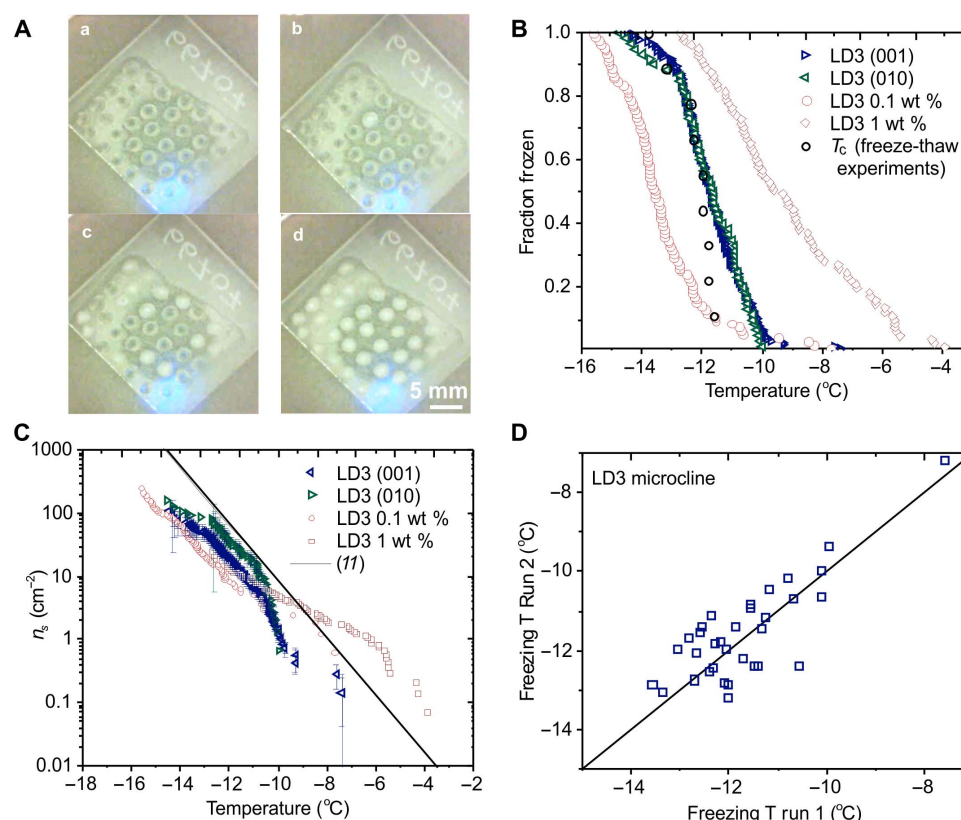 A
a
b
c
d
5 mm
B
1.0
0.8
0.6
0.4
0.2
Fraction frozen
LD3 (001)
LD3 (010)
LD3 0.1 wt %
LD3 1 wt %
Tc (freeze-thaw
experiments)
−16 −14 −12 −10 −8 −6 −4
Temperature (°C)
C
1000
100
10
1
0.1
0.01
ns (cm−2)
LD3 (001)
LD3 (010)
LD3 0.1 wt %
LD3 1 wt %
(11)
−18 −16 −14 −12 −10 −8 −6 −4 −2
Temperature (°C)
D
LD3 microcline
−8
−10
−12
−14
Freezing T Run 2 (°C)
−14 −12 −10 −8
Freezing T run 1 (°C)